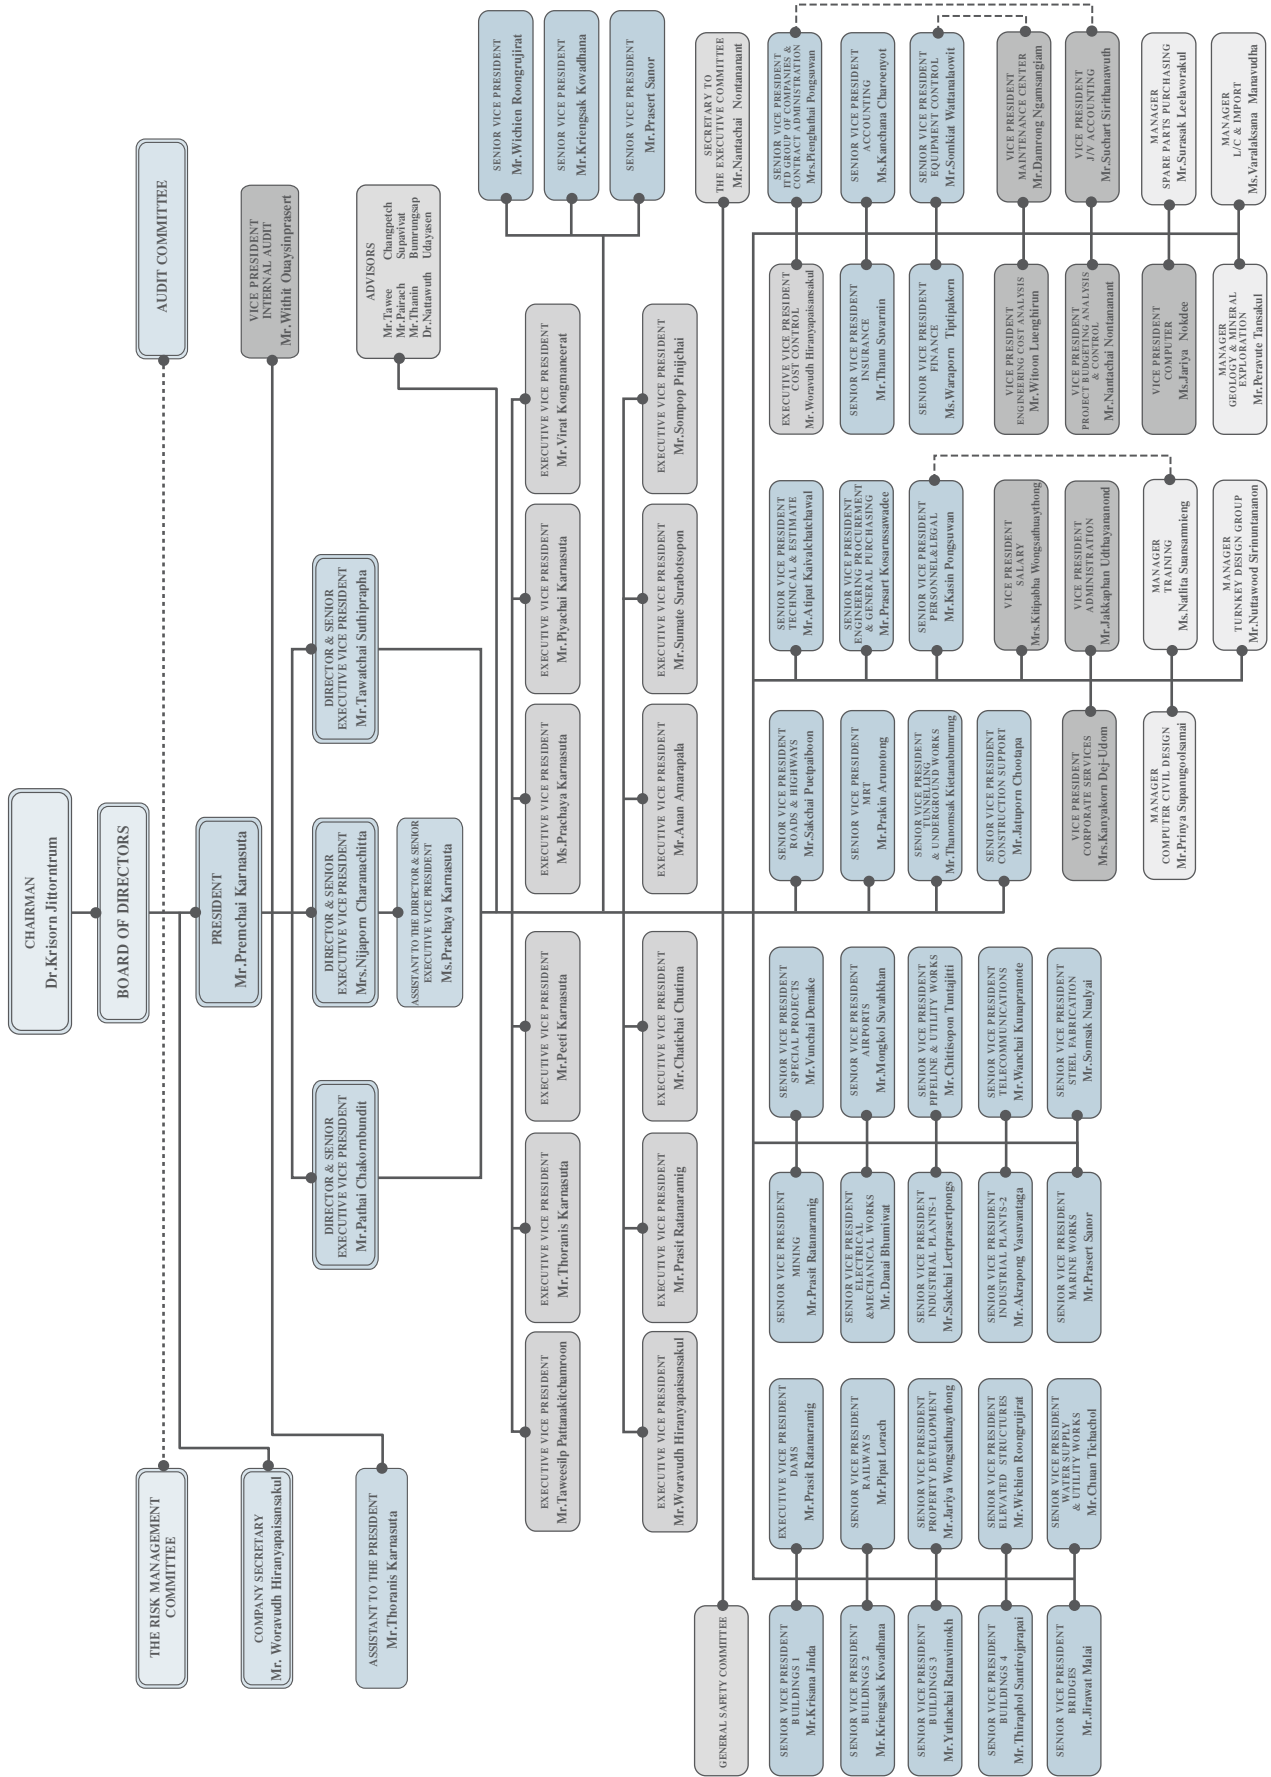 CHAIRMAN
Dr.Krisorn Jittorntrum
BOARD OF DIRECTORS
THE RISK MANAGEMENT
COMMITTEE
AUDIT COMMITTEE
PRESIDENT
Mr.Premchai Karnasuta
COMPANY SECRETARY
Mr. Woravudh Hiranyapaisansakul
VICE PRESIDENT
INTERNAL AUDIT
Mr.Withit Ouaysinprasert
DIRECTOR & SENIOR
EXECUTIVE VICE PRESIDENT
Mr.Pathai Chakornbundit
DIRECTOR & SENIOR
EXECUTIVE VICE PRESIDENT
Mrs.Nijaporn Charanachitta
DIRECTOR & SENIOR
EXECUTIVE VICE PRESIDENT
Mr.Tawatchai Suthiprapha
ASSISTANT TO THE PRESIDENT
Mr.Thoranis Karnasuta
ASSISTANT TO THE DIRECTOR & SENIOR
EXECUTIVE VICE PRESIDENT
Ms.Prachaya Karnasuta
ADVISORS
Mr.Tawee Changpetch
Mr.Pairach Supavivat
Mr.Thanin Bumrungsap
Dr.Nattawuth Udayasen
SENIOR VICE PRESIDENT
Mr.Wichien Roongrujirat
SENIOR VICE PRESIDENT
Mr.Kriengsak Kovadhana
SENIOR VICE PRESIDENT
Mr.Prasert Sanor
EXECUTIVE VICE PRESIDENT
Mr.Taweesilp Pattanakitchamroon
EXECUTIVE VICE PRESIDENT
Mr.Thoranis Karnasuta
EXECUTIVE VICE PRESIDENT
Mr.Peeti Karnasuta
EXECUTIVE VICE PRESIDENT
Ms.Prachaya Karnasuta
EXECUTIVE VICE PRESIDENT
Mr.Piyachai Karnasuta
EXECUTIVE VICE PRESIDENT
Mr.Virat Kongmaneerat
EXECUTIVE VICE PRESIDENT
Mr.Woravudh Hiranyapaisansakul
EXECUTIVE VICE PRESIDENT
Mr.Prasit Ratanaramig
EXECUTIVE VICE PRESIDENT
Mr.Chatichai Chutima
EXECUTIVE VICE PRESIDENT
Mr.Anan Amarapala
EXECUTIVE VICE PRESIDENT
Mr.Sumate Surabotsopon
EXECUTIVE VICE PRESIDENT
Mr.Sompop Pinijchai
GENERAL SAFETY COMMITTEE
SECRETARY TO
THE EXECUTIVE COMMITTEE
Mr.Nantachai Nontananant
SENIOR VICE PRESIDENT
BUILDINGS 1
Mr.Krisana Jinda
EXECUTIVE VICE PRESIDENT
DAMS
Mr.Prasit Ratanaramig
SENIOR VICE PRESIDENT
MINING
Mr.Prasit Ratanaramig
SENIOR VICE PRESIDENT
SPECIAL PROJECTS
Mr.Vunchai Demake
SENIOR VICE PRESIDENT
ROADS & HIGHWAYS
Mr.Sakchai Puetpaiboon
SENIOR VICE PRESIDENT
TECHNICAL & ESTIMATE
Mr.Atipat Kaivalchatchawal
EXECUTIVE VICE PRESIDENT
COST CONTROL
Mr.Woravudh Hiranyapaisansakul
SENIOR VICE PRESIDENT
ITD GROUP OF COMPANIES &
CONTRACT ADMINISTRATION
Mrs.Pienghathai Pongsuwan
SENIOR VICE PRESIDENT
BUILDINGS 2
Mr.Kriengsak Kovadhana
SENIOR VICE PRESIDENT
RAILWAYS
Mr.Pipat Lorach
SENIOR VICE PRESIDENT
ELECTRICAL
&MECHANICAL WORKS
Mr.Danai Bhumiwat
SENIOR VICE PRESIDENT
AIRPORTS
Mr.Mongkol Suvahkhan
SENIOR VICE PRESIDENT
MRT
Mr.Prakin Arunotong
SENIOR VICE PRESIDENT
ENGINEERING PROCUREMENT
& GENERAL PURCHASING
Mr.Prasart Kosarussawadee
SENIOR VICE PRESIDENT
INSURANCE
Mr.Thanu Suvarnin
SENIOR VICE PRESIDENT
ACCOUNTING
Ms.Kanchana Charoenyot
SENIOR VICE PRESIDENT
BUILDINGS 3
Mr.Yuthachai Ratnavimokh
SENIOR VICE PRESIDENT
PROPERTY DEVELOPMENT
Mr.Jariya Wongsathuaythong
SENIOR VICE PRESIDENT
INDUSTRIAL PLANTS-1
Mr.Sakchai Lertprasertpongs
SENIOR VICE PRESIDENT
PIPELINE & UTILITY WORKS
Mr.Chittisopon Tuntajitti
SENIOR VICE PRESIDENT
TUNNELLING
& UNDERGROUND WORKS
Mr.Thanomsak Kietanabumrung
SENIOR VICE PRESIDENT
PERSONNEL&LEGAL
Mr.Kasin Pongsuwan
SENIOR VICE PRESIDENT
FINANCE
Ms.Waraporn Tiptipakorn
SENIOR VICE PRESIDENT
EQUIPMENT CONTROL
Mr.Somkiat Wattanalaowit
SENIOR VICE PRESIDENT
BUILDINGS 4
Mr.Thiraphol Santirojprapai
SENIOR VICE PRESIDENT
ELEVATED STRUCTURES
Mr.Wichien Roongrujirat
SENIOR VICE PRESIDENT
INDUSTRIAL PLANTS-2
Mr.Akrapong Vasuvantaga
SENIOR VICE PRESIDENT
TELECOMMUNICATIONS
Mr.Wanchai Kunapramote
SENIOR VICE PRESIDENT
CONSTRUCTION SUPPORT
Mr.Jatuporn Chootapa
VICE PRESIDENT
SALARY
Mrs.Kitipabha Wongsathuaythong
VICE PRESIDENT
ENGINEERING COST ANALYSIS
Mr.Witoon Luenghirun
VICE PRESIDENT
MAINTENANCE CENTER
Mr.Damrong Ngamsangiam
SENIOR VICE PRESIDENT
BRIDGES
Mr.Jirawat Malai
SENIOR VICE PRESIDENT
WATER SUPPLY
& UTILITY WORKS
Mr.Chuan Tichachol
SENIOR VICE PRESIDENT
MARINE WORKS
Mr.Prasert Sanor
SENIOR VICE PRESIDENT
STEEL FABRICATION
Mr.Somsak Nualyai
VICE PRESIDENT
CORPORATE SERVICES
Mrs.Kanyakorn Dej-Udom
VICE PRESIDENT
ADMINISTRATION
Mr.Jakkaphan Udthayananond
VICE PRESIDENT
PROJECT BUDGETING ANALYSIS
& CONTROL
Mr.Nantachai Nontananant
VICE PRESIDENT
J/V ACCOUNTING
Mr.Suchart Sirithanawuth
MANAGER
COMPUTER CIVIL DESIGN
Mr.Prinya Supanugoolsamai
MANAGER
TRAINING
Ms.Natlita Suansamnieng
VICE PRESIDENT
COMPUTER
Ms.Jariya Nokdee
MANAGER
SPARE PARTS PURCHASING
Mr.Surasak Leelaworakul
MANAGER
TURNKEY DESIGN GROUP
Mr.Nuttawood Sirinuntananon
MANAGER
GEOLOGY & MINERAL
EXPLORATION
Mr.Peravute Tansakul
MANAGER
L/C & IMPORT
Ms.Varalaksana Manavudha